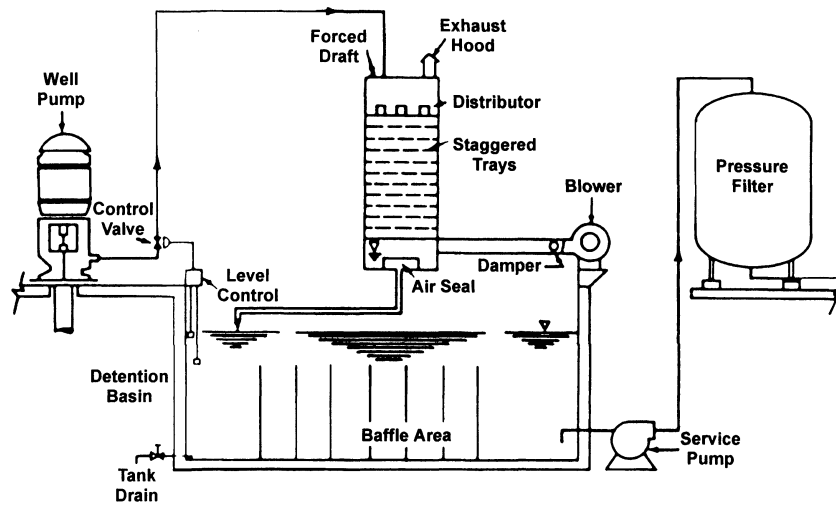 Forced
Draft
Exhaust
Hood
Well
Pump
Distributor
Staggered
Trays
Pressure
Filter
Blower
Control
Valve
Level
Control
Damper
Air Seal
Detention
Basin
Baffle Area
Service
Pump
Tank
Drain